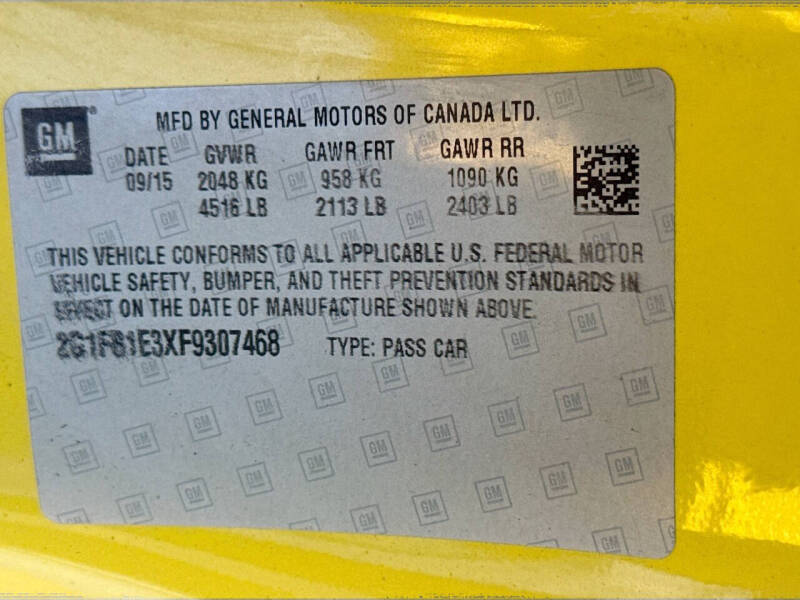 GM
MFD BY GENERAL MOTORS OF CANADA LTD.
DATE GVWR GAWR FRT GAWR RR
09/15 2048 KG 958 KG 1090 KG
4516 LB 2113 LB 2403 LB
THIS VEHICLE CONFORMS TO ALL APPLICABLE U.S. FEDERAL MOTOR
VEHICLE SAFETY, BUMPER, AND THEFT PREVENTION STANDARDS IN
EFFECT ON THE DATE OF MANUFACTURE SHOWN ABOVE.
2G1FB1E3XF9307468 TYPE: PASS CAR